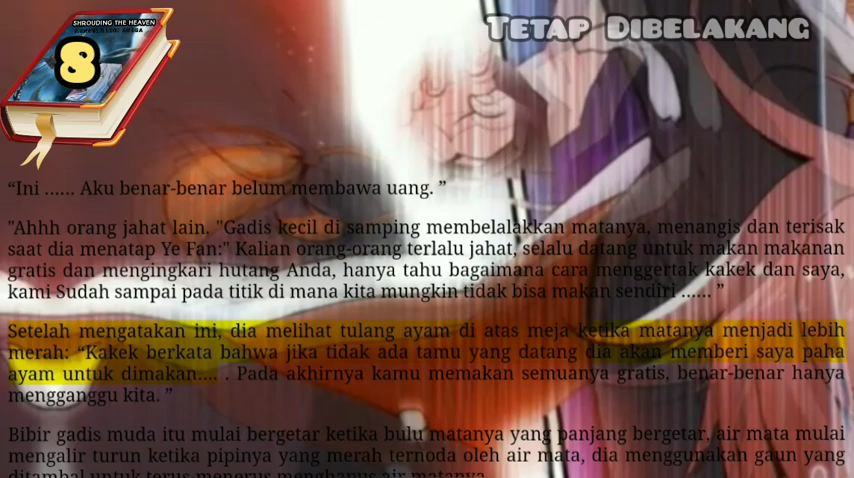 SHROUDING THE HEAVEN
8
Tetap Dibelakang
“Ini ...... Aku benar-benar belum membawa uang. ”
"Ahhh orang jahat lain. "Gadis kecil di samping membelalakkan matanya, menangis dan terisak
saat dia menatap Ye Fan:" Kalian orang-orang terlalu jahat, selalu datang untuk makan makanan
gratis dan mengingkari hutang Anda, hanya tahu bagaimana cara menggertak kakek dan saya,
kami Sudah sampai pada titik di mana kita mungkin tidak bisa makan sendiri ...... ”
Setelah mengatakan ini, dia melihat tulang ayam di atas meja ketika matanya menjadi lebih
merah: “Kakek berkata bahwa jika tidak ada tamu yang datang dia akan memberi saya paha
ayam untuk dimakan.... . Pada akhirnya kamu memakan semuanya gratis, benar-benar hanya
mengganggu kita. ”
Bibir gadis muda itu mulai bergetar ketika bulu matanya yang panjang bergetar, air mata mulai
mengalir turun ketika pipinya yang merah ternoda oleh air mata, dia menggunakan gaun yang
ditambal untuk terus menerus menghapus air matanya.